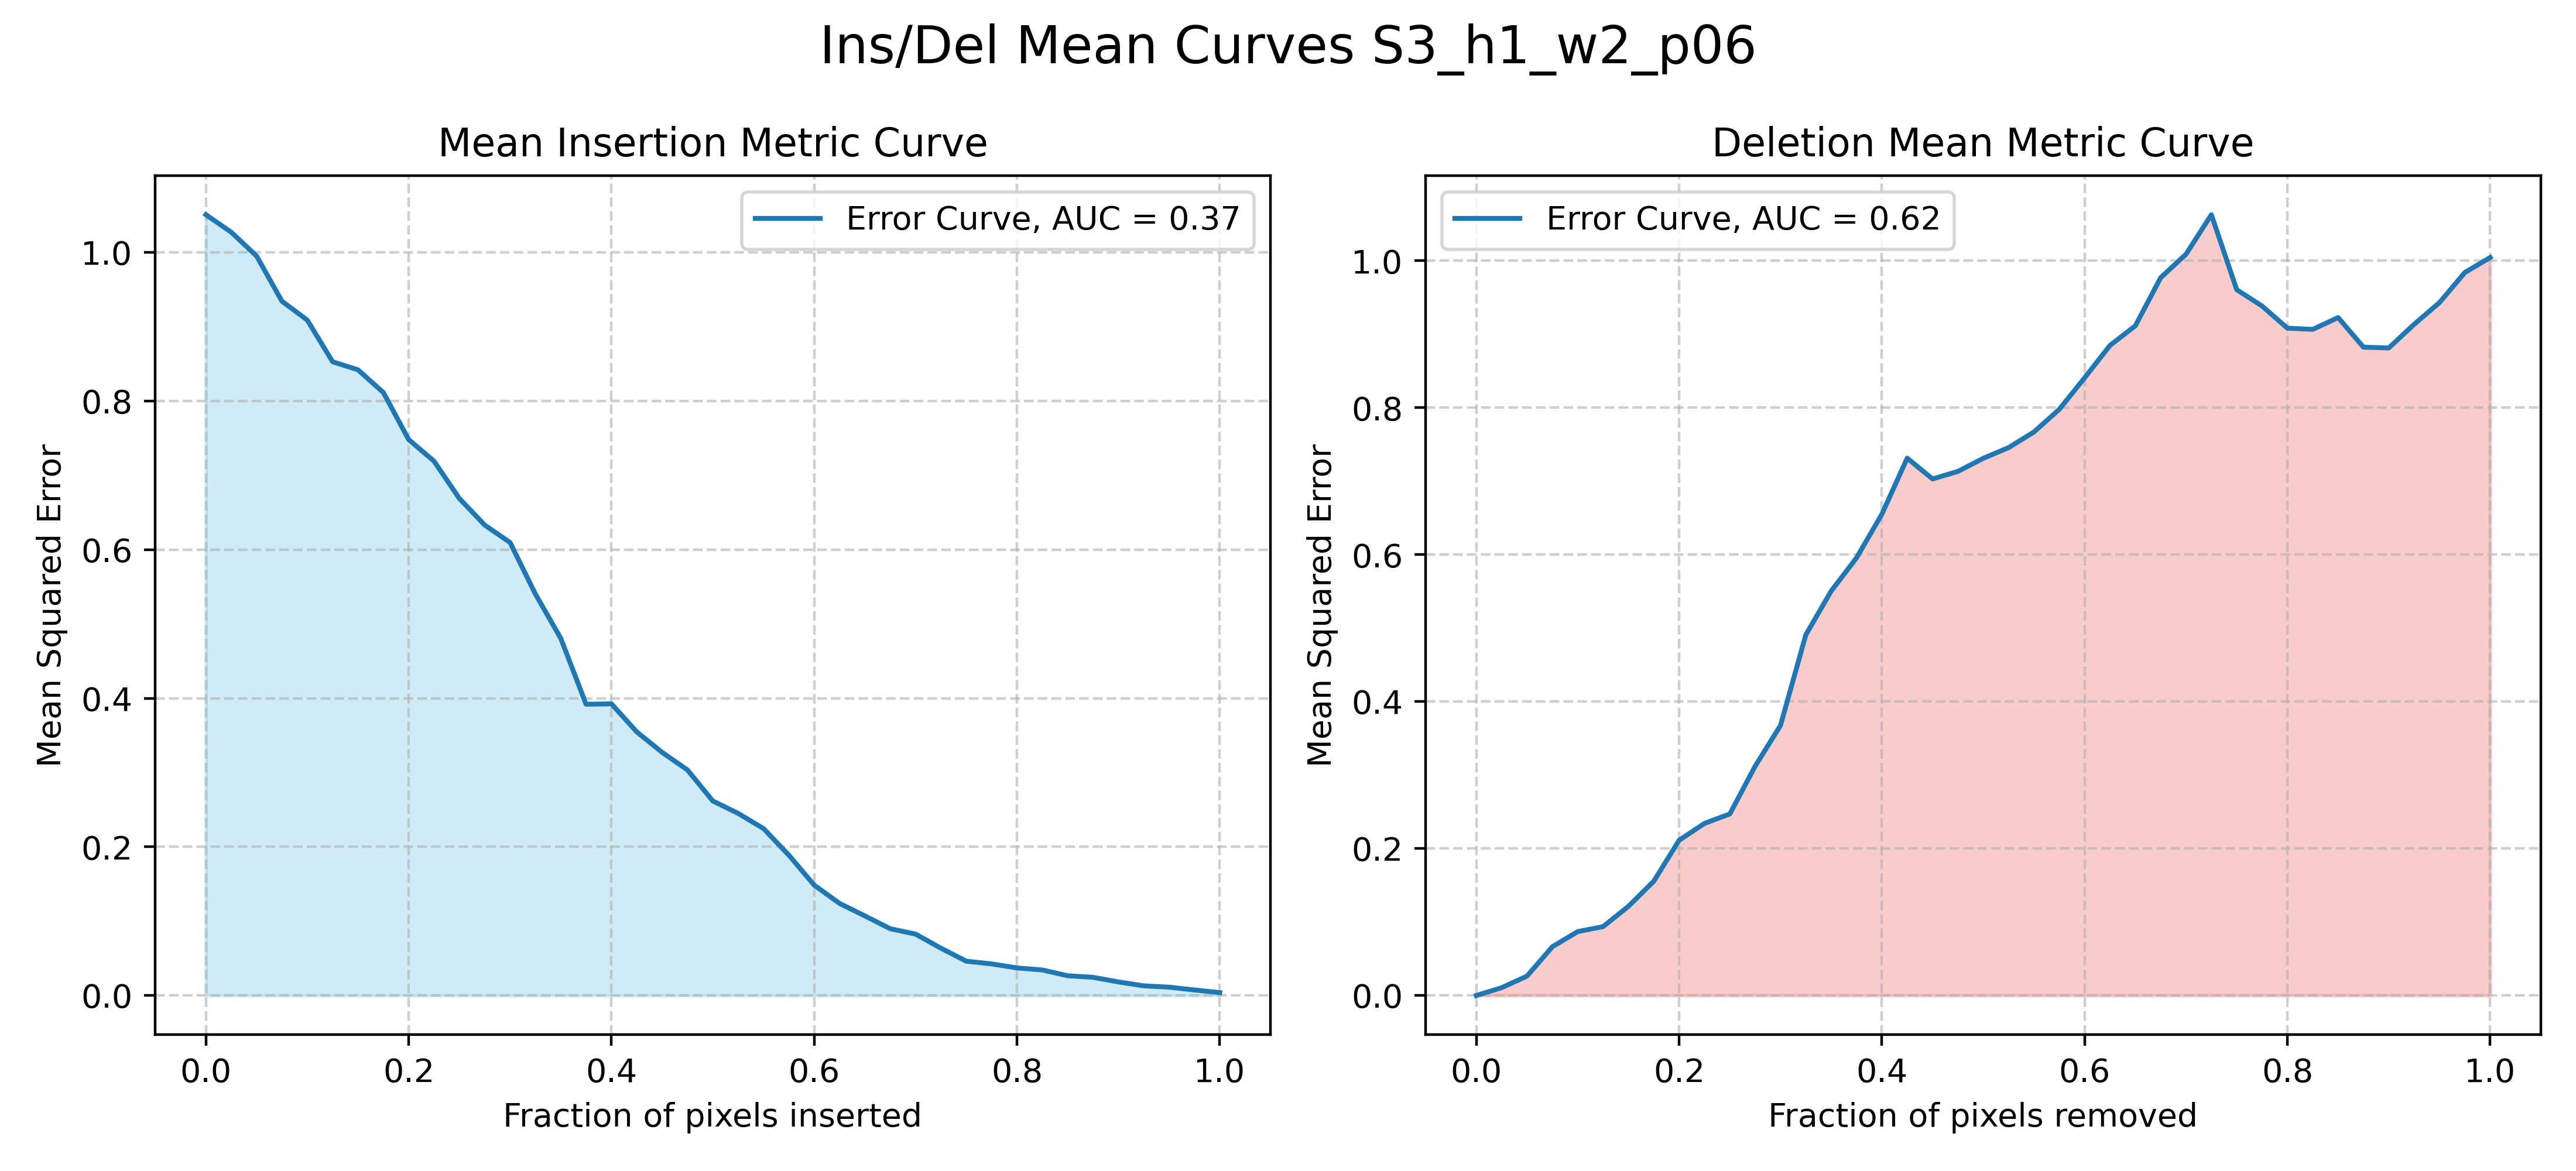 Ins/Del Mean Curves S3_h1_w2_p06
Mean Insertion Metric Curve
Error Curve, AUC = 0.37
Mean Squared Error
1.0
0.8
0.6
0.4
0.2
0.0
0.0 0.2 0.4 0.6 0.8 1.0
Fraction of pixels inserted
Deletion Mean Metric Curve
Error Curve, AUC = 0.62
Mean Squared Error
1.0
0.8
0.6
0.4
0.2
0.0
0.0 0.2 0.4 0.6 0.8 1.0
Fraction of pixels removed